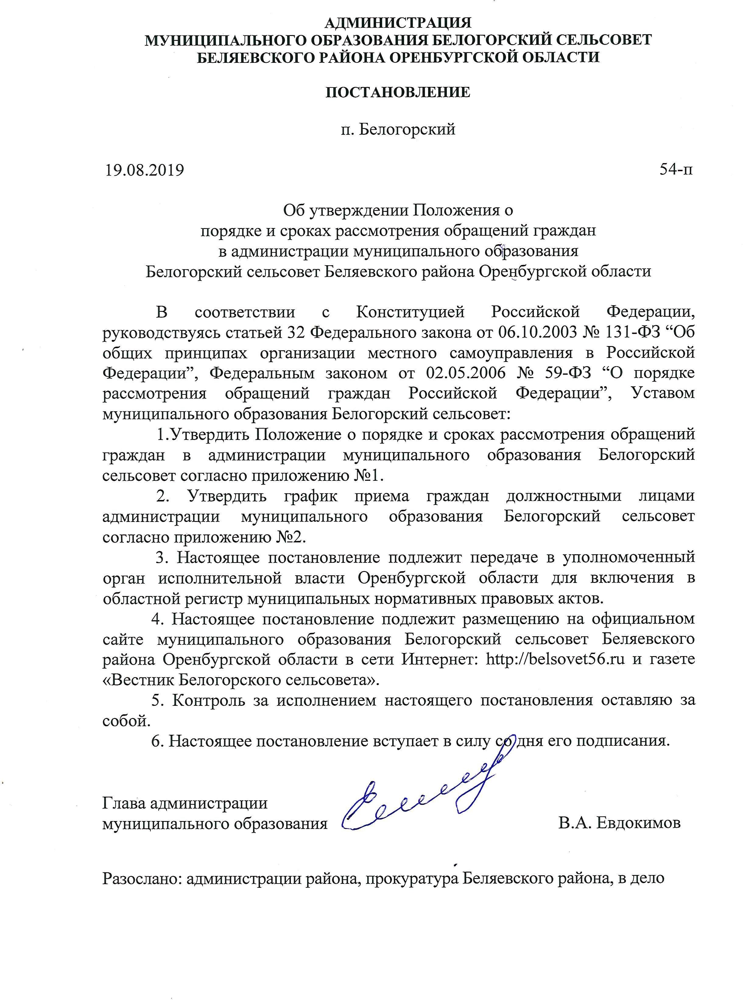 АДМИНИСТРАЦИЯ
МУНИЦИПАЛЬНОГО ОБРАЗОВАНИЯ БЕЛОГОРСКИЙ СЕЛЬСОВЕТ
БЕЛЯЕВСКОГО РАЙОНА ОРЕНБУРГСКОЙ ОБЛАСТИ
ПОСТАНОВЛЕНИЕ
п. Белогорский
19.08.2019 54-п
Об утверждении Положения о
порядке и сроках рассмотрения обращений граждан
в администрации муниципального образования
Белогорский сельсовет Беляевского района Оренбургской области
В соответствии с Конституцией Российской Федерации,
руководствуясь статьей 32 Федерального закона от 06.10.2003 № 131-ФЗ “Об
общих принципах организации местного самоуправления в Российской
Федерации”, Федеральным законом от 02.05.2006 № 59-ФЗ “О порядке
рассмотрения обращений граждан Российской Федерации”, Уставом
муниципального образования Белогорский сельсовет:
1.Утвердить Положение о порядке и сроках рассмотрения обращений
граждан в администрации муниципального образования Белогорский
сельсовет согласно приложению №1.
2. Утвердить график приема граждан должностными лицами
администрации муниципального образования Белогорский сельсовет
согласно приложению №2.
3. Настоящее постановление подлежит передаче в уполномоченный
орган исполнительной власти Оренбургской области для включения в
областной регистр муниципальных нормативных правовых актов.
4. Настоящее постановление подлежит размещению на официальном
сайте муниципального образования Белогорский сельсовет Беляевского
района Оренбургской области в сети Интернет: http://belsovet56.ru и газете
«Вестник Белогорского сельсовета».
5. Контроль за исполнением настоящего постановления оставляю за
собой.
6. Настоящее постановление вступает в силу со дня его подписания.
Глава администрации
муниципального образования В.А. Евдокимов
Разослано: администрации района, прокуратура Беляевского района, в дело